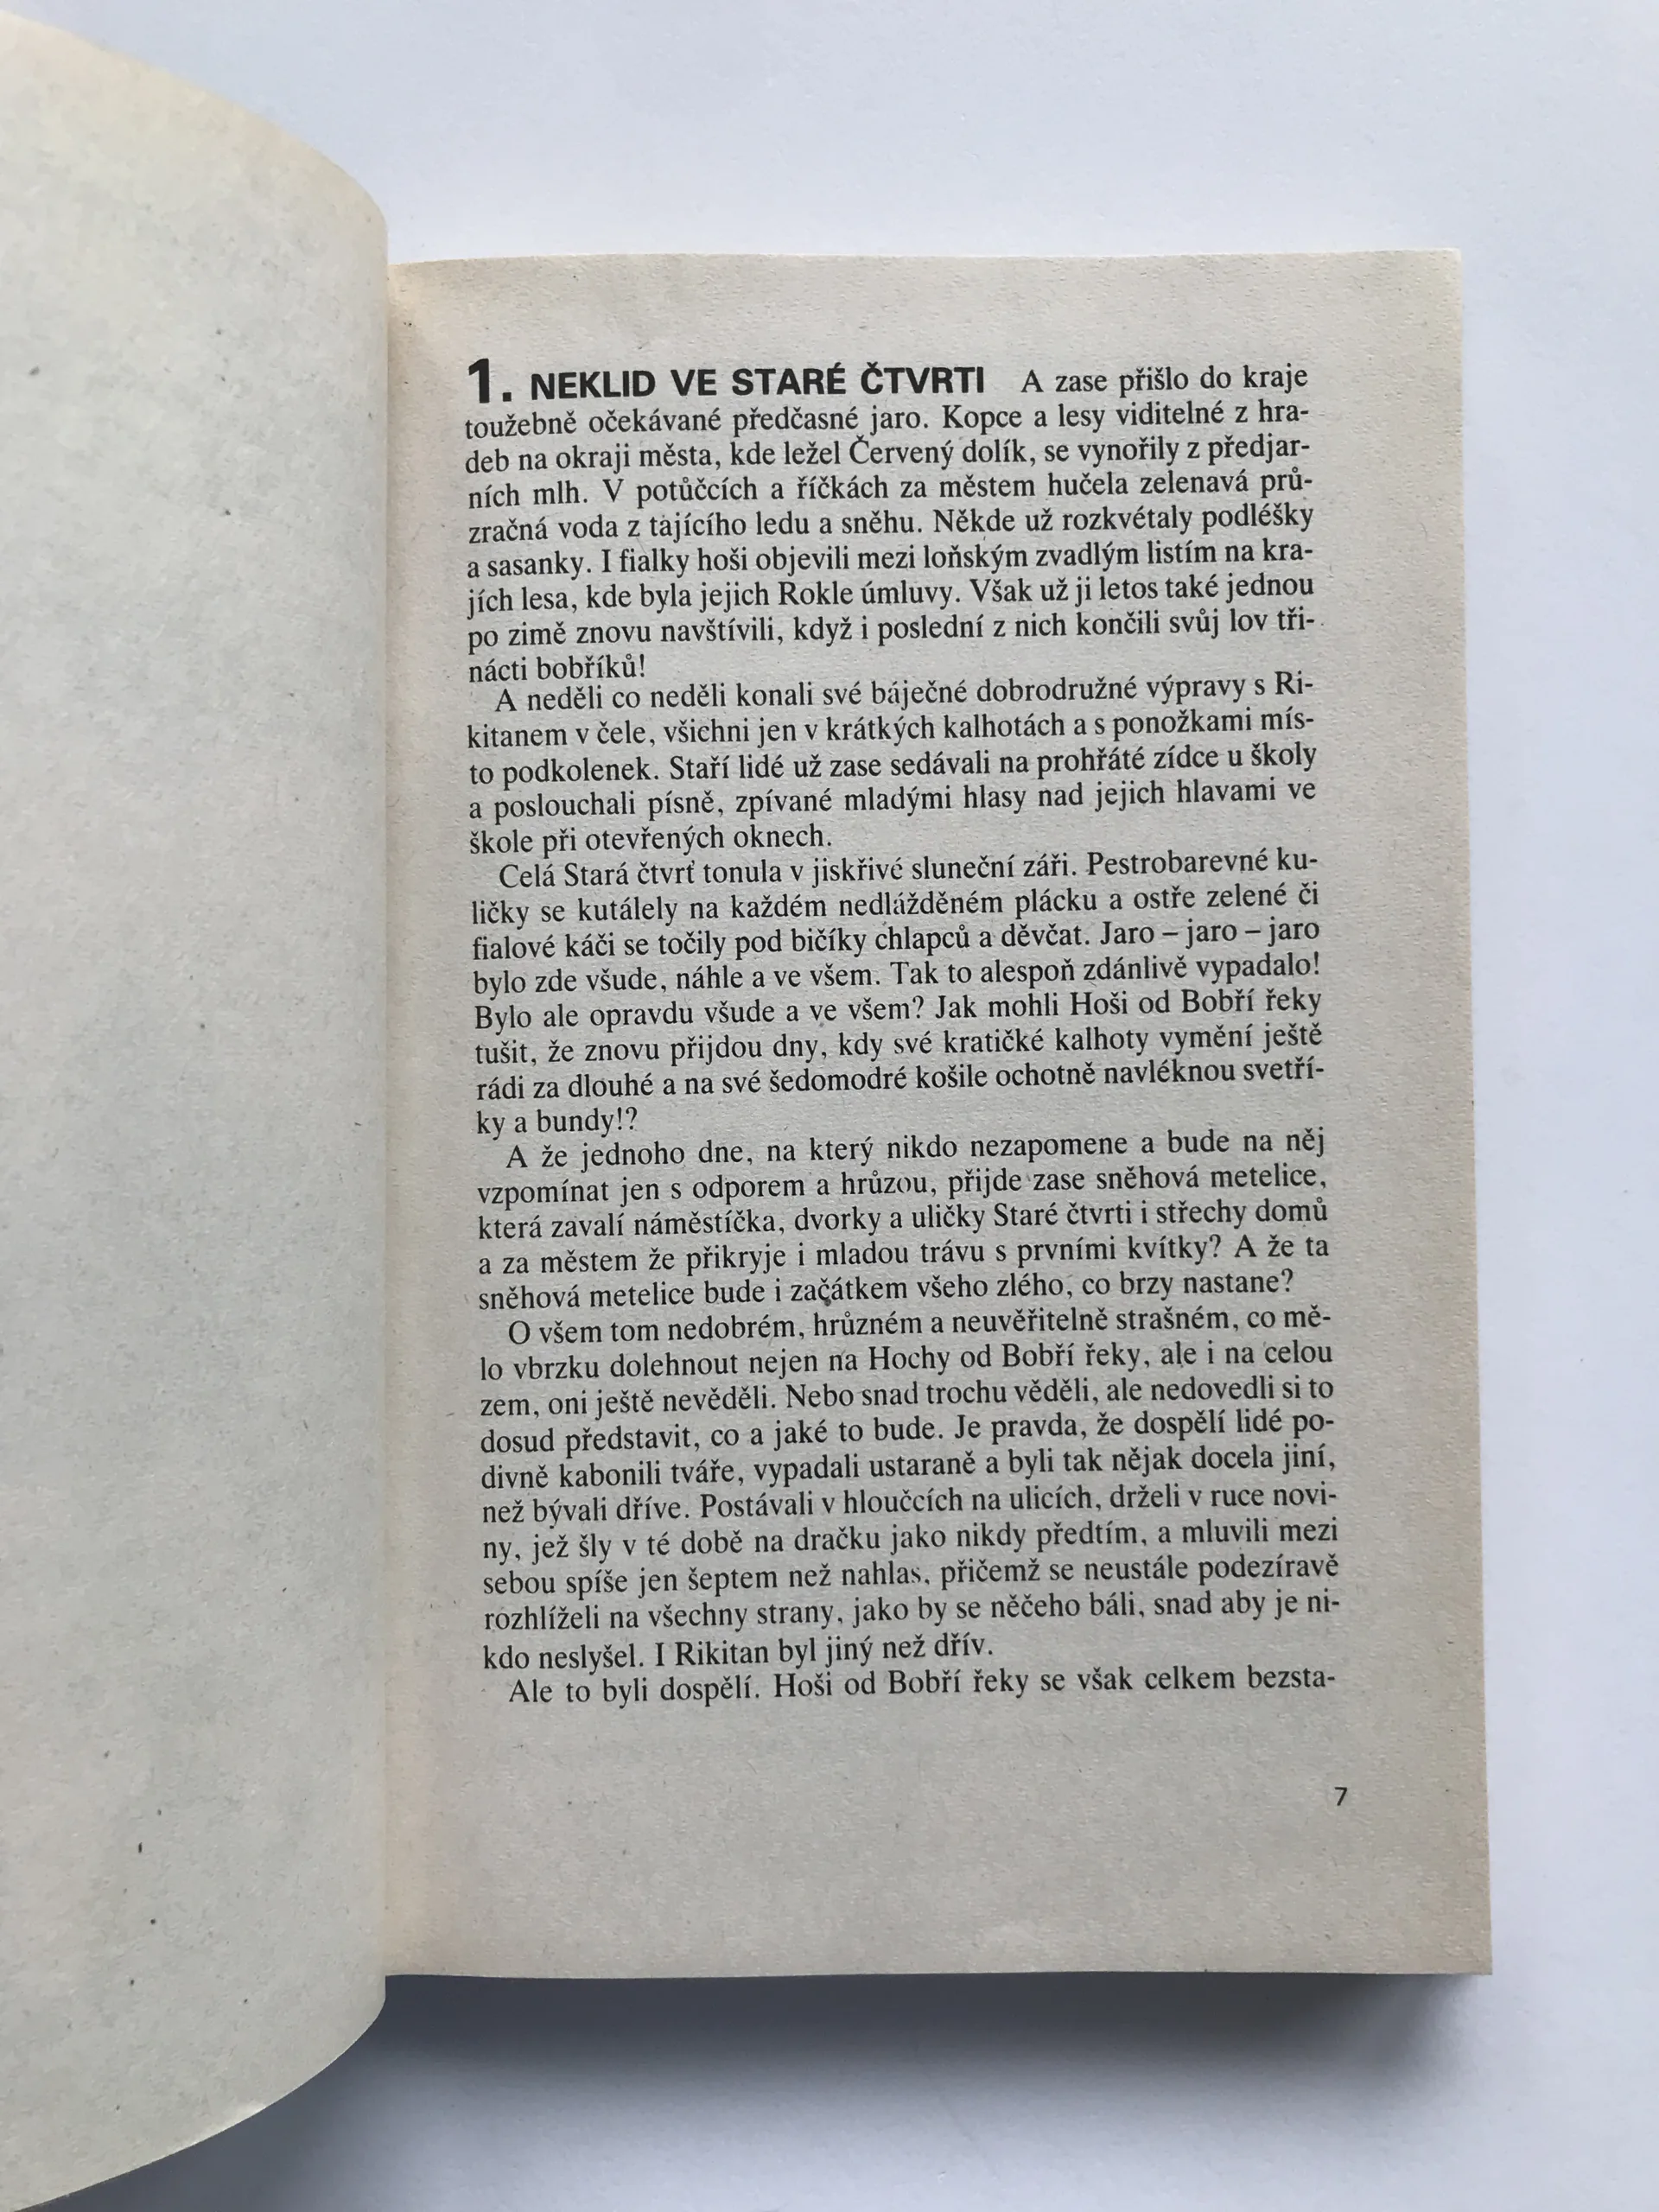 1. NEKLID VE STARÉ ČTVRTI A zase přišlo do kraje
toužebně očekávané předčasné jaro. Kopce a lesy viditelné z hra-
deb na okraji města, kde ležel Červený dolík, se vynořily z předjar-
ních mlh. V potůčcích a říčkách za městem hučela zelenavá prů-
zračná voda z tajícího ledu a sněhu. Někde už rozkvétaly podléšky
a sasanky. I fialky hoši objevili mezi loňským zvadlým listím na kra-
jích lesa, kde byla jejich Rokle úmluvy. Však už ji letos také jednou
po zimě znovu navštívili, když i poslední z nich končili svůj lov tři-
nácti bobříků!
A neděli co neděli konali své báječné dobrodružné výpravy s Ri-
kitanem v čele, všichni jen v krátkých kalhotách a s ponožkami mís-
to podkolenek. Staří lidé už zase sedávali na prohřáté zídce u školy
a poslouchali písně, zpívané mladými hlasy nad jejich hlavami ve
škole při otevřených oknech.
Celá Stará čtvrť tonula v jiskřivé sluneční záři. Pestrobarevné ku-
ličky se kutálely na každém nedlážděném plácku a ostře zelené či
fialové káči se točily pod bičíky chlapců a děvčat. Jaro – jaro – jaro
bylo zde všude, náhle a ve všem. Tak to alespoň zdánlivě vypadalo!
Bylo ale opravdu všude a ve všem? Jak mohli Hoši od Bobří řeky
tušit, že znovu přijdou dny, kdy své kratičké kalhoty vymění ještě
rádi za dlouhé a na své šedomodré košile ochotně navléknou svetří-
ky a bundy!?
A že jednoho dne, na který nikdo nezapomene a bude na něj
vzpomínat jen s odporem a hrůzou, přijde zase sněhová metelice,
která zavalí náměstíčka, dvorky a uličky Staré čtvrti i střechy domů
a za městem že přikryje i mladou trávu s prvními kvítky? A že ta
sněhová metelice bude i začátkem všeho zlého, co brzy nastane?
O všem tom nedobrém, hrůzném a neuvěřitelně strašném, co mě-
lo vbrzku dolehnout nejen na Hochy od Bobří řeky, ale i na celou
zem, oni ještě nevěděli. Nebo snad trochu věděli, ale nedovedli si to
dosud představit, co a jaké to bude. Je pravda, že dospělí lidé po-
divně kabonili tváře, vypadali ustaraně a byli tak nějak docela jiní,
než bývali dříve. Postávali v hloučcích na ulicích, drželi v ruce novi-
ny, jež šly v té době na dračku jako nikdy předtím, a mluvili mezi
sebou spíše jen šeptem než nahlas, přičemž se neustále podezíravě
rozhlíželi na všechny strany, jako by se něčeho báli, snad aby je ni-
kdo neslyšel. I Rikitan byl jiný než dřív.
Ale to byli dospělí. Hoši od Bobří řeky se však celkem bezsta-
7